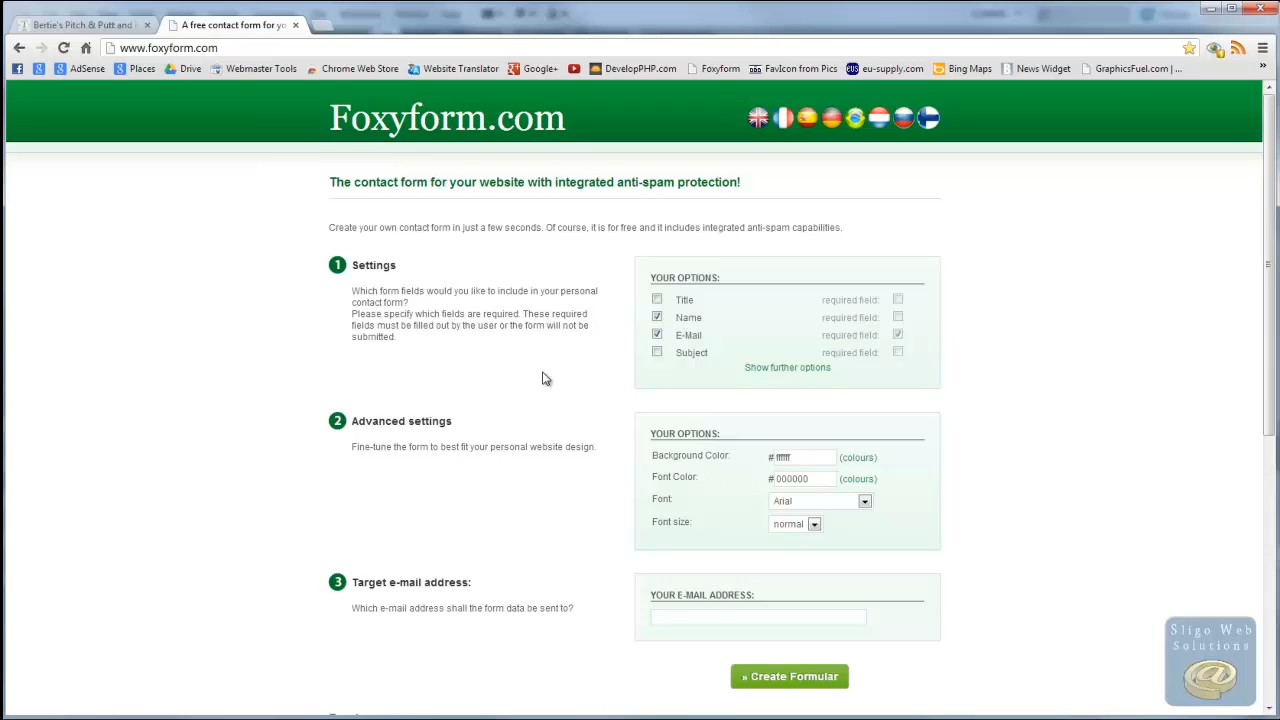 Bertie's Pitch & Putt and
A free contact form for yo
www.foxyform.com
AdSense
Places
Drive
Webmaster Tools
Chrome Web Store
Website Translator
Google+
DevelopPHP.com
Foxyform
FavIcon from Pics
eu-supply.com
Bing Maps
News Widget
GraphicsFuel.com |...
Foxyform.com
The contact form for your website with integrated anti-spam protection!
Create your own contact form in just a few seconds. Of course, it is for free and it includes integrated anti-spam capabilities.
1 Settings
Which form fields would you like to include in your personal
contact form?
Please specify which fields are required. These required
fields must be filled out by the user or the form will not be
submitted.
YOUR OPTIONS:
Title required field:
Name required field:
E-Mail required field:
Subject required field:
Show further options
2 Advanced settings
Fine-tune the form to best fit your personal website design.
YOUR OPTIONS:
Background Color: # ffffff (colours)
Font Color: # 000000 (colours)
Font: Arial
Font size: normal
3 Target e-mail address:
Which e-mail address shall the form data be sent to?
YOUR E-MAIL ADDRESS:
» Create Formular
Sligo Web
Solutions
@